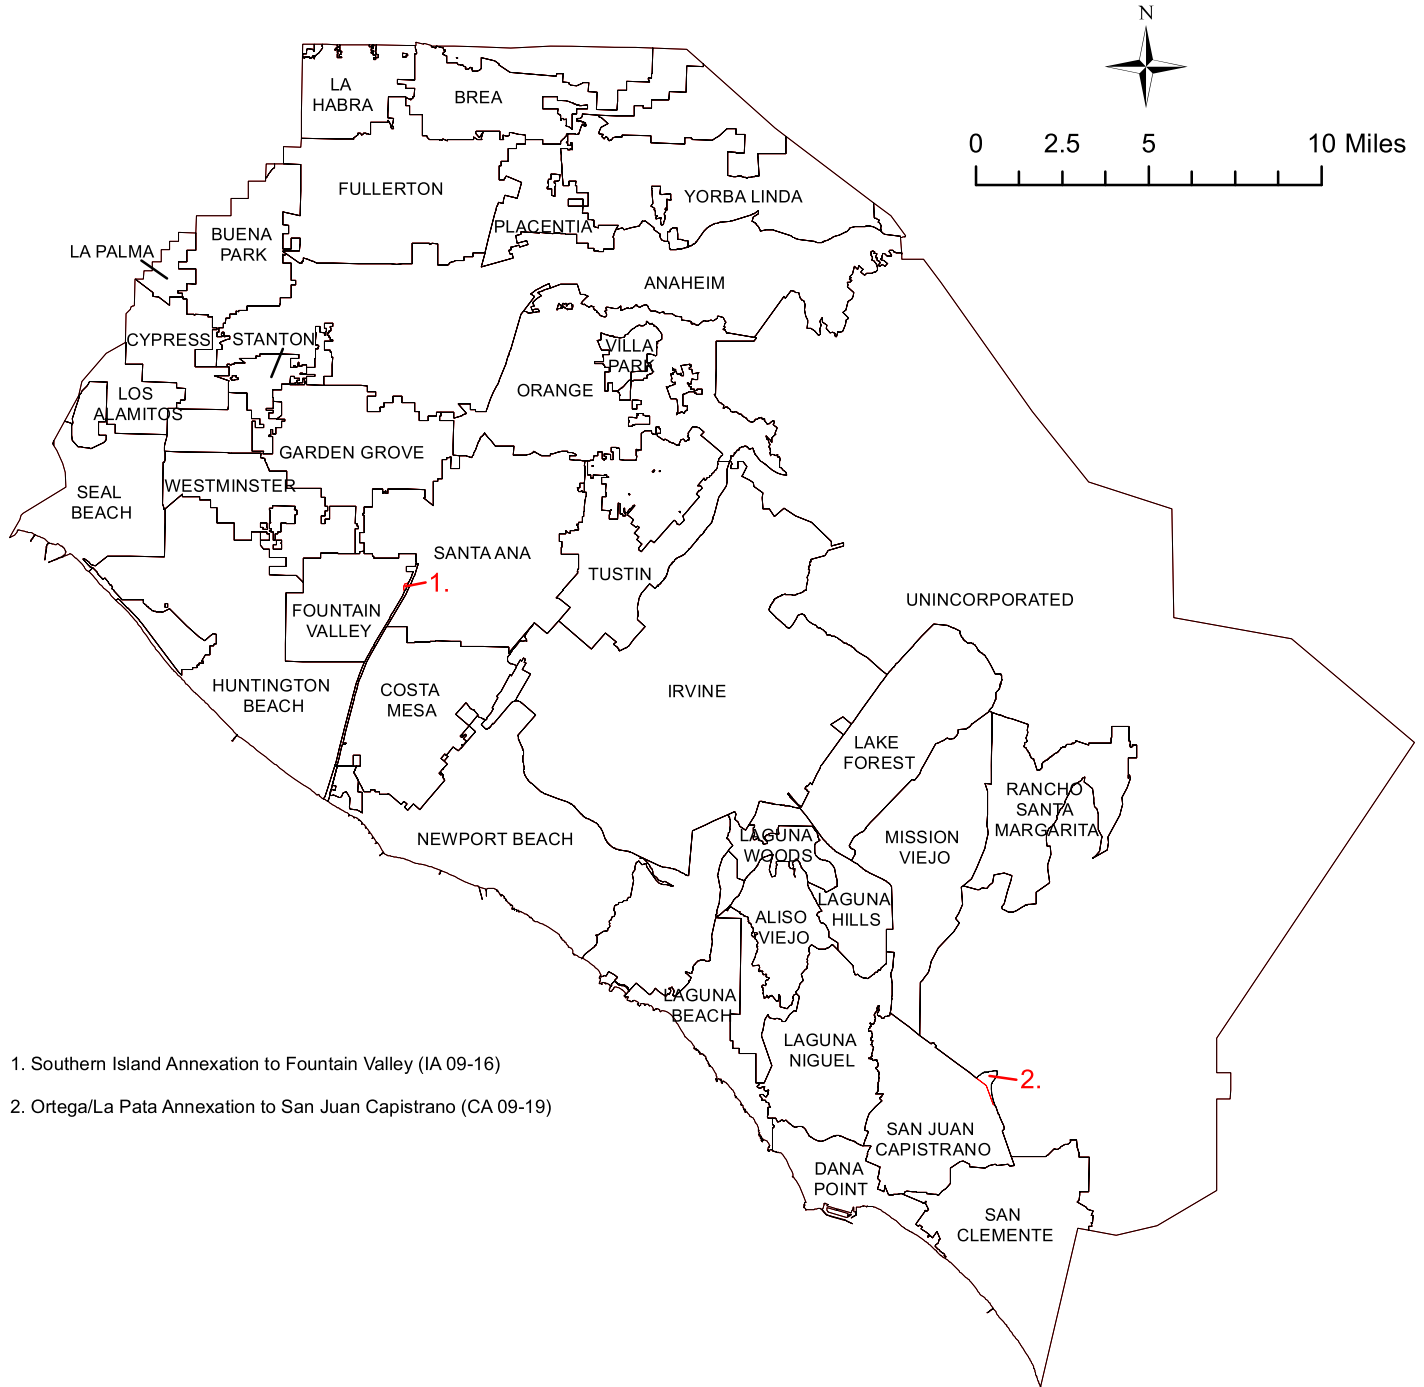 N
0 2.5 5 10 Miles
LA
HABRA
BREA
FULLERTON
YORBA LINDA
PLACENTIA
BUENA
PARK
LA PALMA
ANAHEIM
CYPRESS
STANTON
VILLA
PARK
ORANGE
LOS
ALAMITOS
GARDEN GROVE
WESTMINSTER
SEAL
BEACH
SANTA ANA
TUSTIN
1.
FOUNTAIN
VALLEY
UNINCORPORATED
HUNTINGTON
BEACH
COSTA
MESA
IRVINE
LAKE
FOREST
RANCHO
SANTA
MARGARITA
NEWPORT BEACH
LAGUNA
WOODS
MISSION
VIEJO
LAGUNA
HILLS
ALISO
VIEJO
LAGUNA
BEACH
LAGUNA
NIGUEL
2.
1. Southern Island Annexation to Fountain Valley (IA 09-16)
2. Ortega/La Pata Annexation to San Juan Capistrano (CA 09-19)
SAN JUAN
CAPISTRANO
DANA
POINT
SAN
CLEMENTE